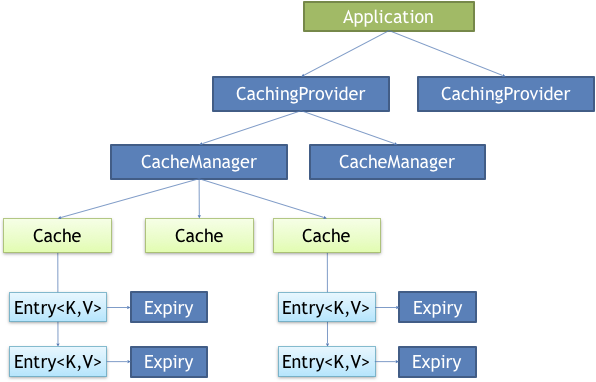 Application
CachingProvider
CachingProvider
CacheManager
CacheManager
Cache
Cache
Cache
Entry<K,V>
Expiry
Entry<K,V>
Expiry
Entry<K,V>
Expiry
Entry<K,V>
Expiry